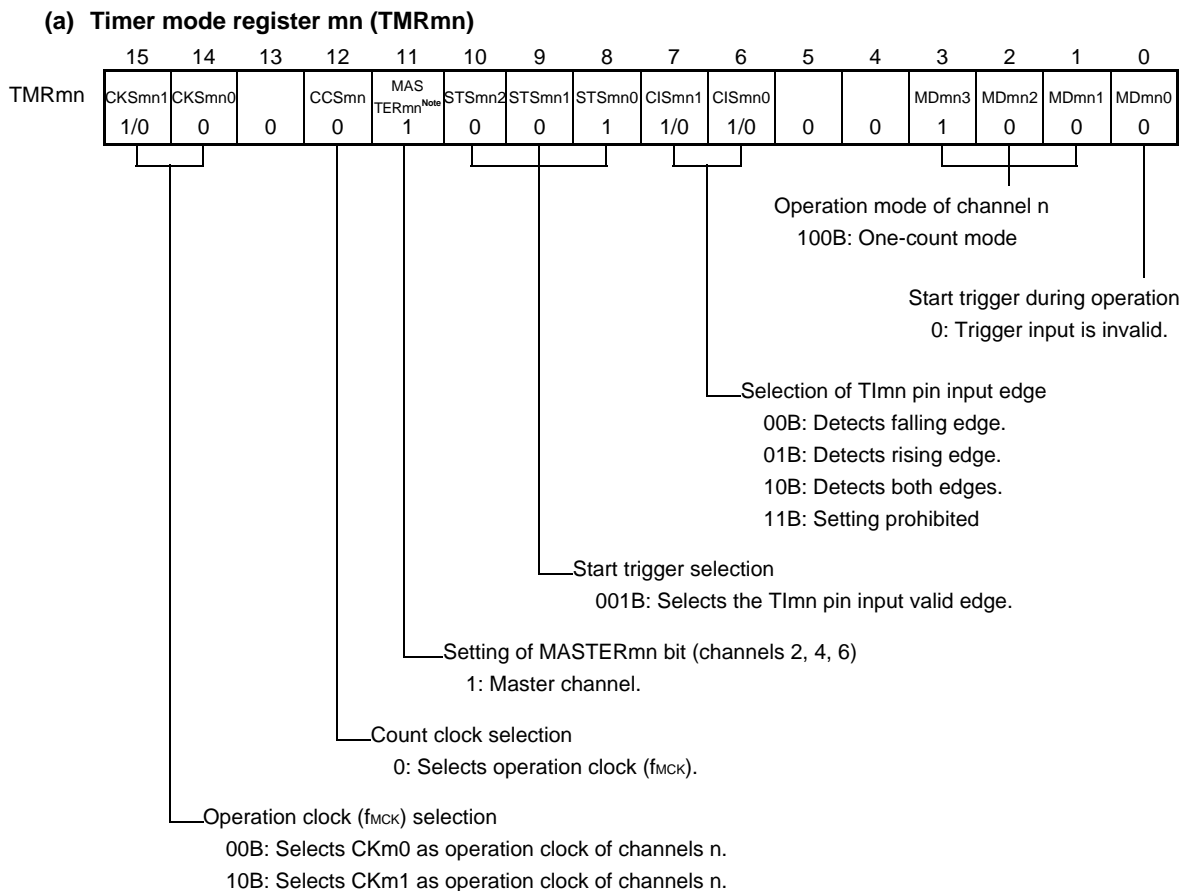 (a) Timer mode register mn (TMRmn)
15 14 13 12 11 10 9 8 7 6 5 4 3 2 1 0
TMRmn CKSmn1 CKSmn0 CCSmn MAS TERmnNote STSmn2 STSmn1 STSmn0 CISmn1 CISmn0 MDmn3 MDmn2 MDmn1 MDmn0
1/0 0 0 0 1 0 0 1 1/0 1/0 0 0 1 0 0 0
Operation mode of channel n
100B: One-count mode
Start trigger during operation
0: Trigger input is invalid.
Selection of TImn pin input edge
00B: Detects falling edge.
01B: Detects rising edge.
10B: Detects both edges.
11B: Setting prohibited
Start trigger selection
001B: Selects the TImn pin input valid edge.
Setting of MASTERmn bit (channels 2, 4, 6)
1: Master channel.
Count clock selection
0: Selects operation clock (fMCK).
Operation clock (fMCK) selection
00B: Selects CKm0 as operation clock of channels n.
10B: Selects CKm1 as operation clock of channels n.